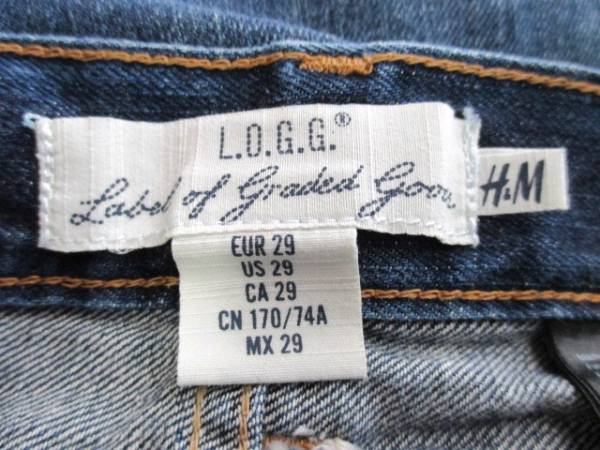 L.O.G.G.®
Label of Graded Goods
H&M
EUR 29
US 29
CA 29
CN 170/74A
MX 29